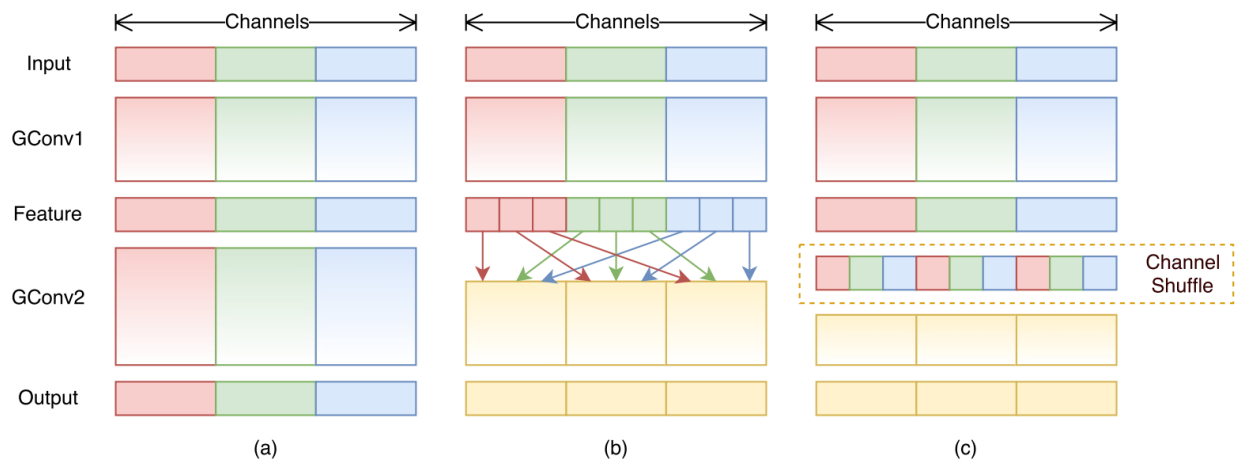 Channels Channels Channels
Input
GConv1
Feature
GConv2
Channel
Shuffle
Output
(a) (b) (c)